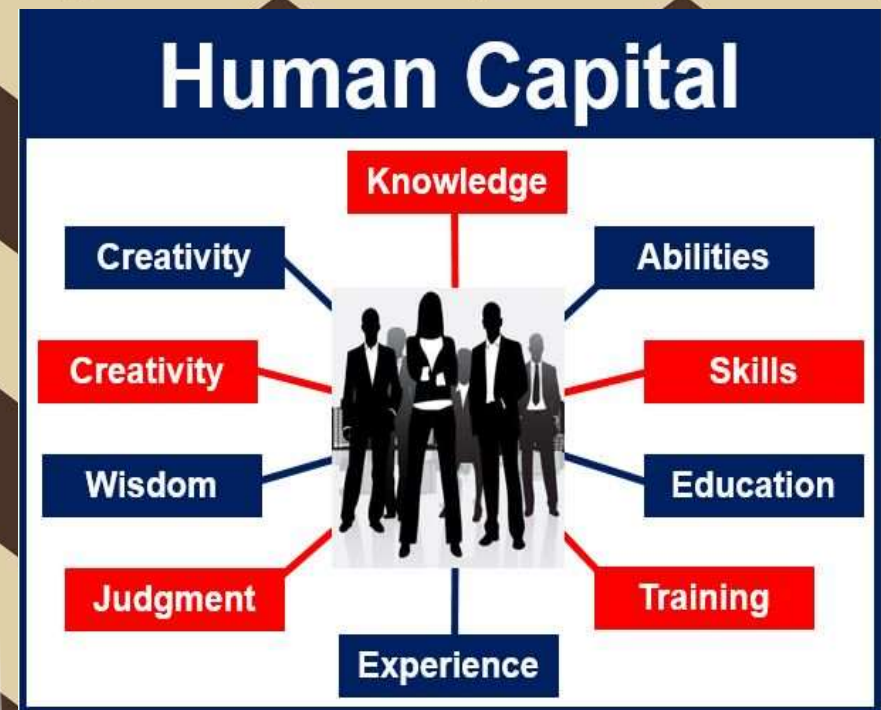 Human Capital
Knowledge
Creativity
Abilities
Creativity
Skills
Wisdom
Education
Judgment
Training
Experience